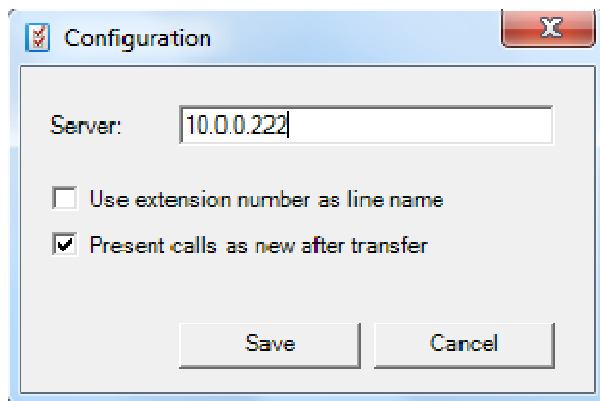 Configuration
Server: 10.0.0.222
Use extension number as line name
Present calls as new after transfer
Save Cancel